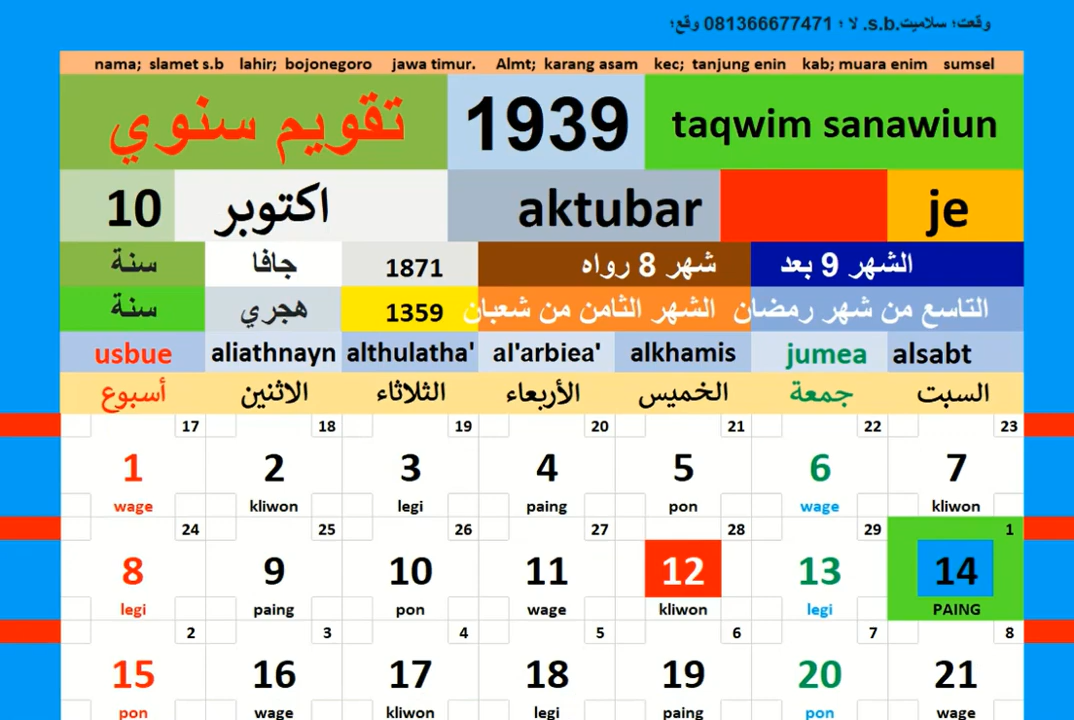 وقعت؛ سلاميت.s.b. لا ؛ 081366677471 وقع؛
nama; slamet s.b lahir; bojonegoro jawa timur. Almt; karang asam kec; tanjung enin kab; muara enim sumsel
تقويم سنوي 1939 taqwim sanawiun
10 اكتوبر aktubar je
سنة جافا 1871 شهر 8 رواه الشهر 9 بعد
سنة هجري 1359 الشهر الثامن من شعبان التاسع من شهر رمضان
usbue aliathnayn althulatha' al'arbiea' alkhamis jumea alsabt
أسبوع الاثنين الثلاثاء الأربعاء الخميس جمعة السبت
17 18 19 20 21 22 23
1 2 3 4 5 6 7
wage kliwon legi paing pon wage kliwon
24 25 26 27 28 29 1
8 9 10 11 12 13 14
legi paing pon wage kliwon legi PAING
2 3 4 5 6 7 8
15 16 17 18 19 20 21
pon wage kliwon legi paing pon wage